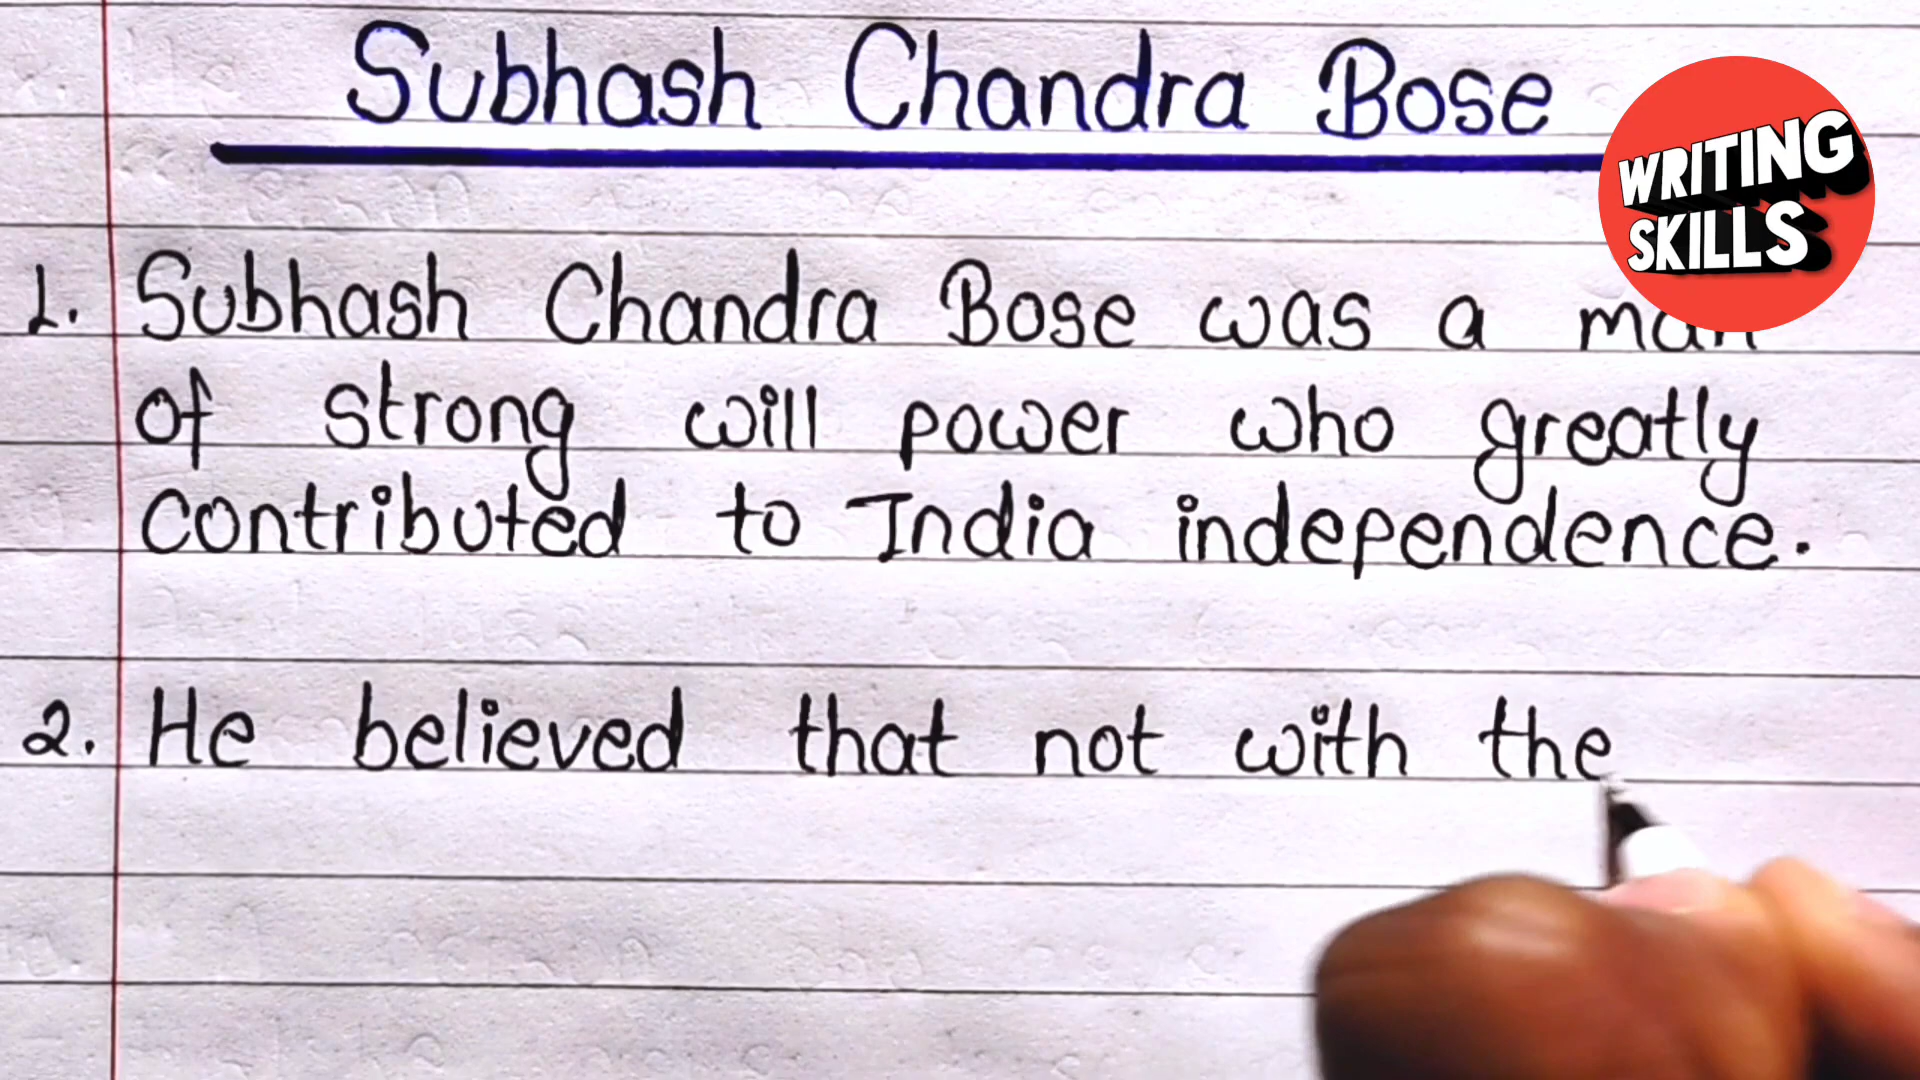 Subhash Chandra Bose
WRITING
SKILLS
1. Subhash Chandra Bose was a man
of strong will power who greatly
contributed to India independence.
2. He believed that not with the